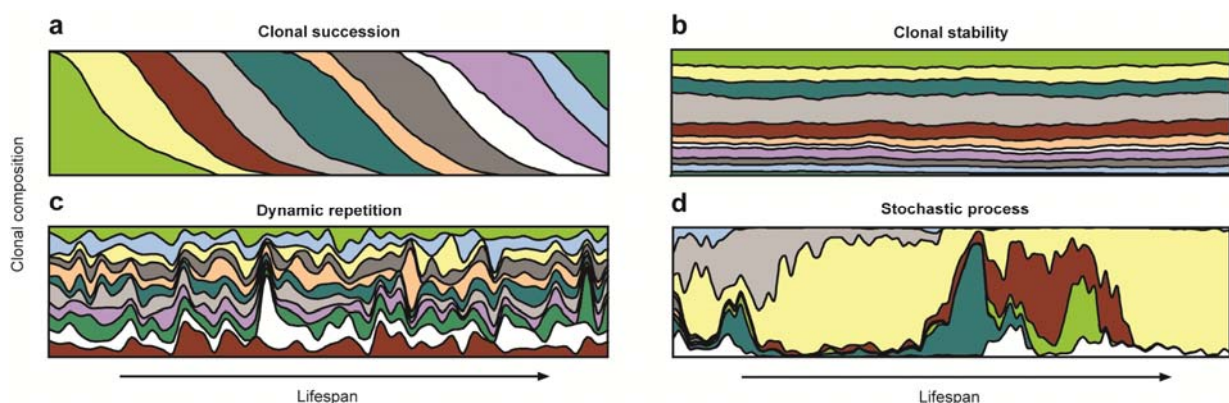 a
Clonal succession
b
Clonal stability
Clonal composition
c
Dynamic repetition
d
Stochastic process
Lifespan
Lifespan